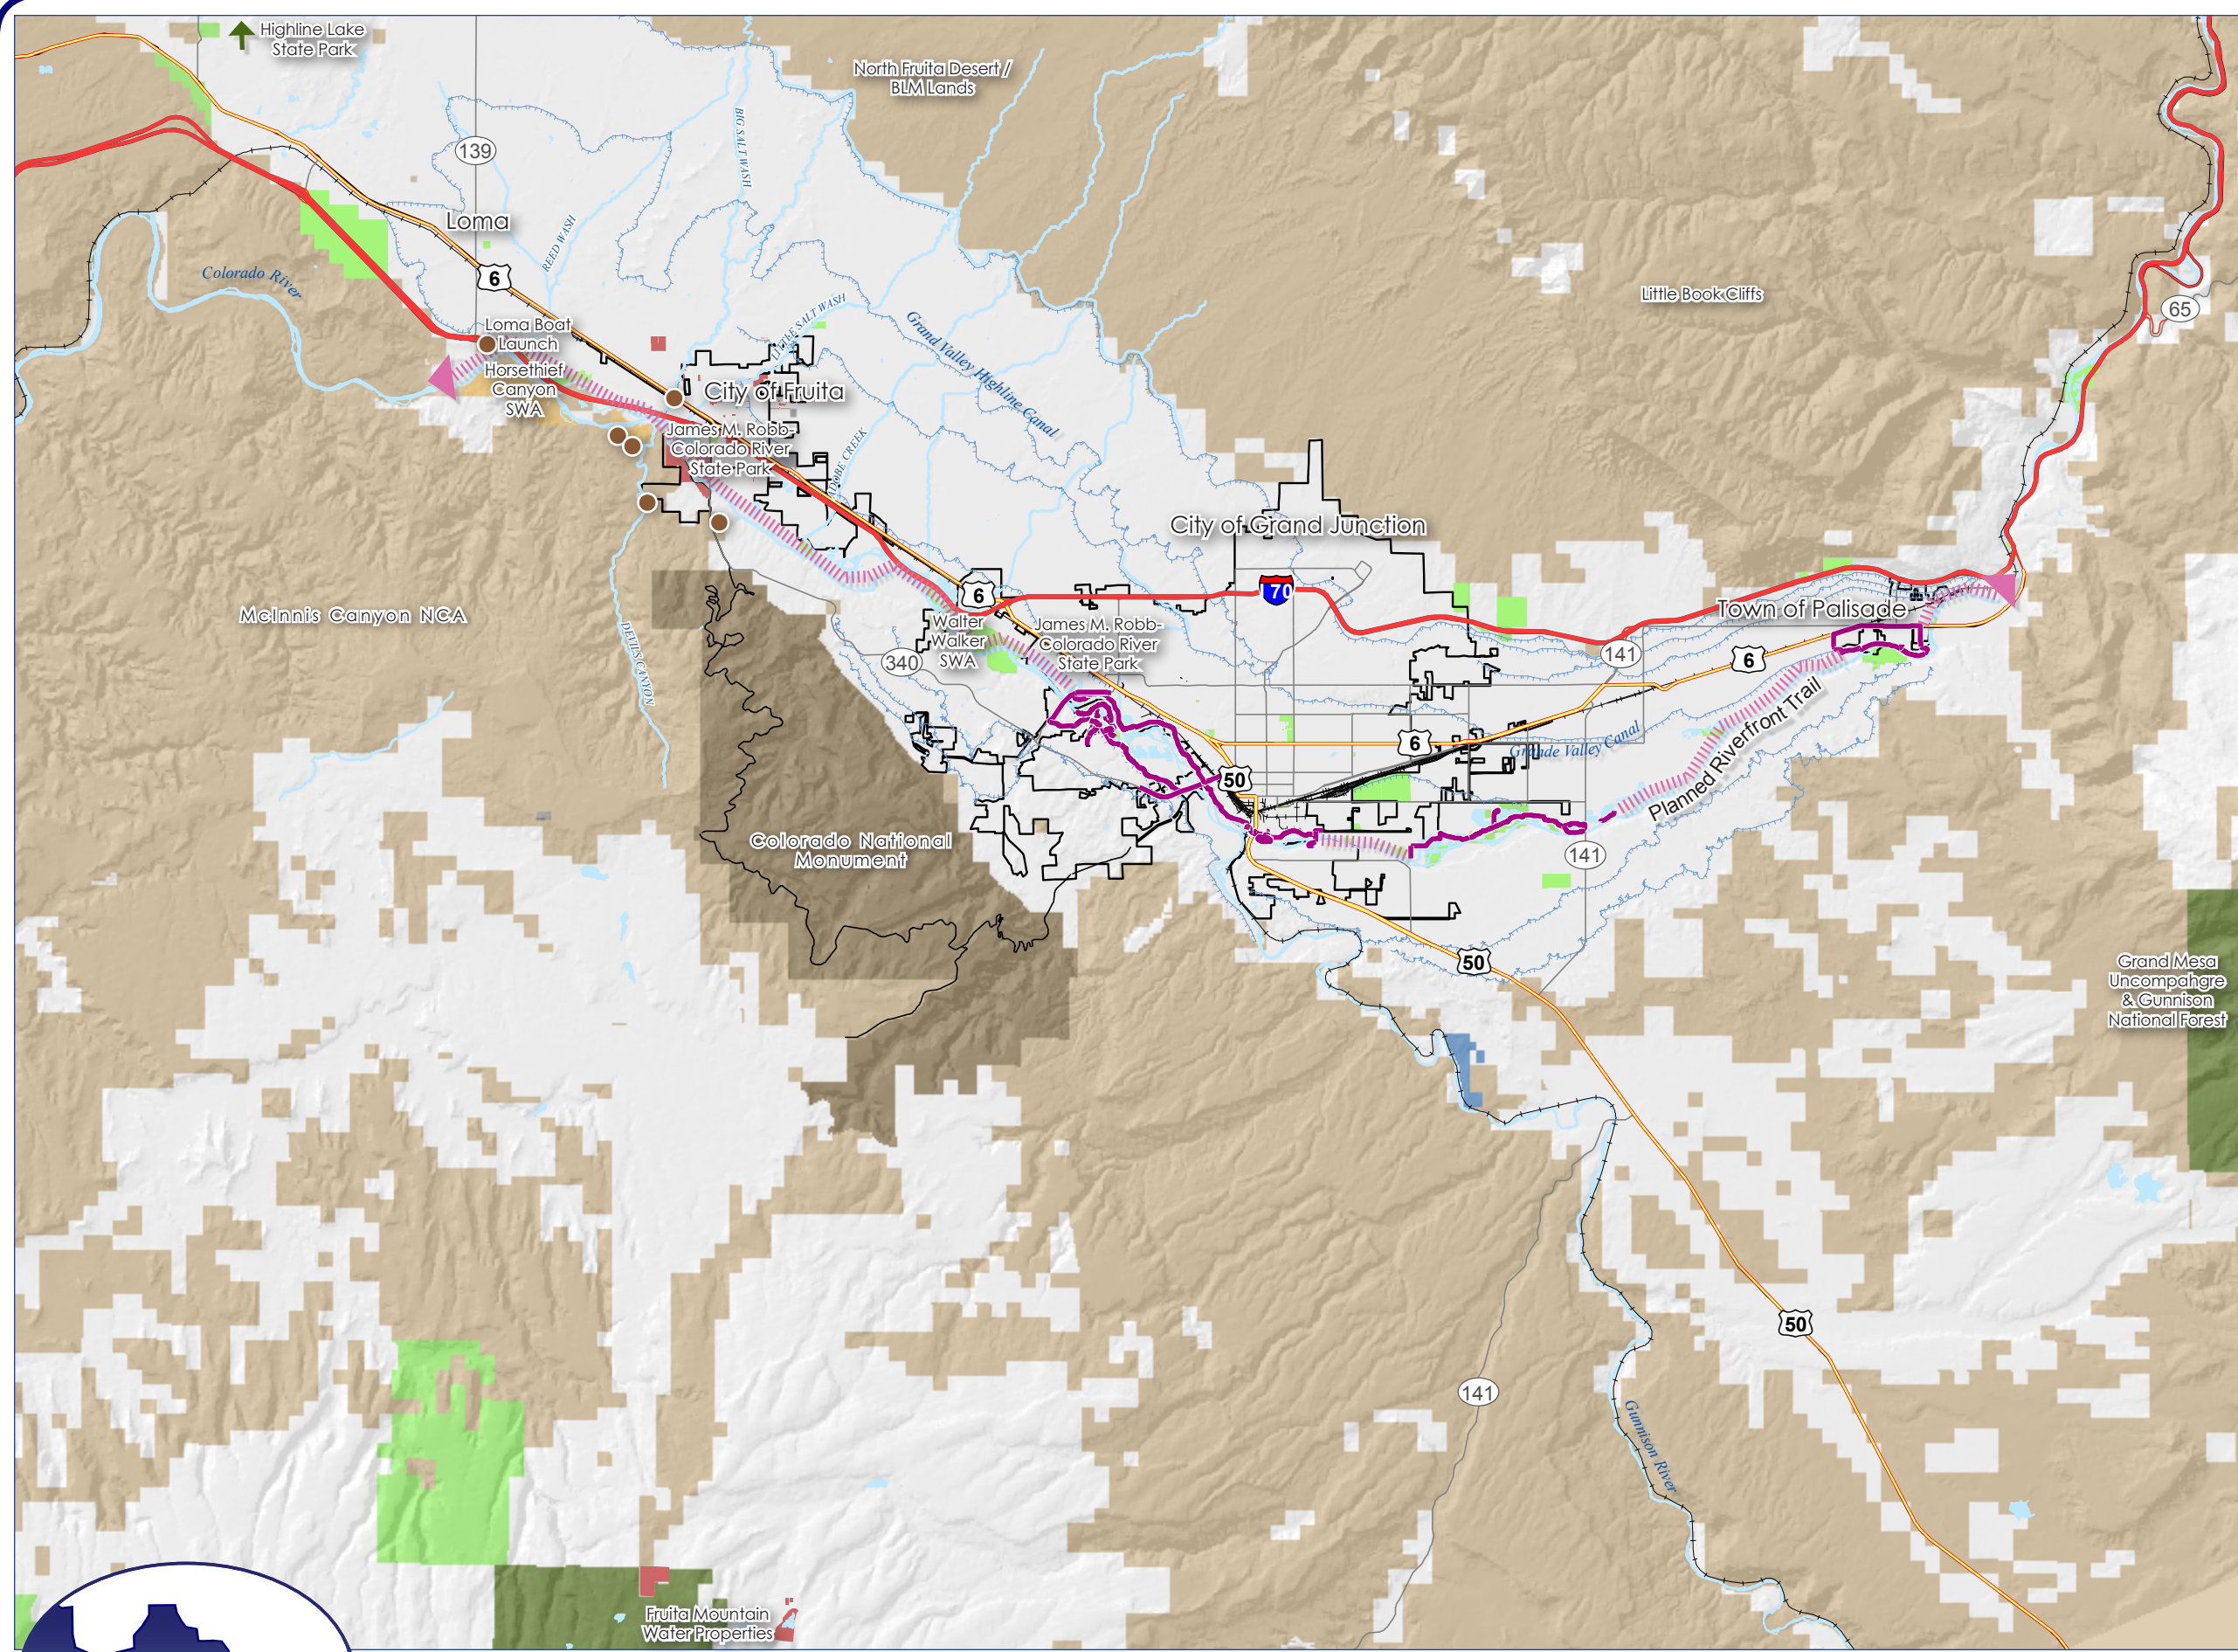 Highline Lake
State Park
North Fruita Desert /
BLM Lands
BIG SALT WASH
139
Loma
REED WASH
6
Colorado River
Little Book Cliffs
65
LITTLE SALT WASH
Grand Valley Highline Canal
Loma Boat
Launch
Horsethief
Canyon
SWA
City of Fruita
James M. Robb-
Colorado River
State Park
ADOBE CREEK
City of Grand Junction
I 70
6
McInnis Canyon NCA
DEVILS CANYON
Walter
Walker
SWA
James M. Robb-
Colorado River
State Park
340
Town of Palisade
141
6
6
Grande Valley Canal
Planned Riverfront Trail
50
Colorado National
Monument
141
50
Grand Mesa
Uncompahgre
& Gunnison
National Forest
50
141
Gunnison River
Fruita Mountain
Water Properties